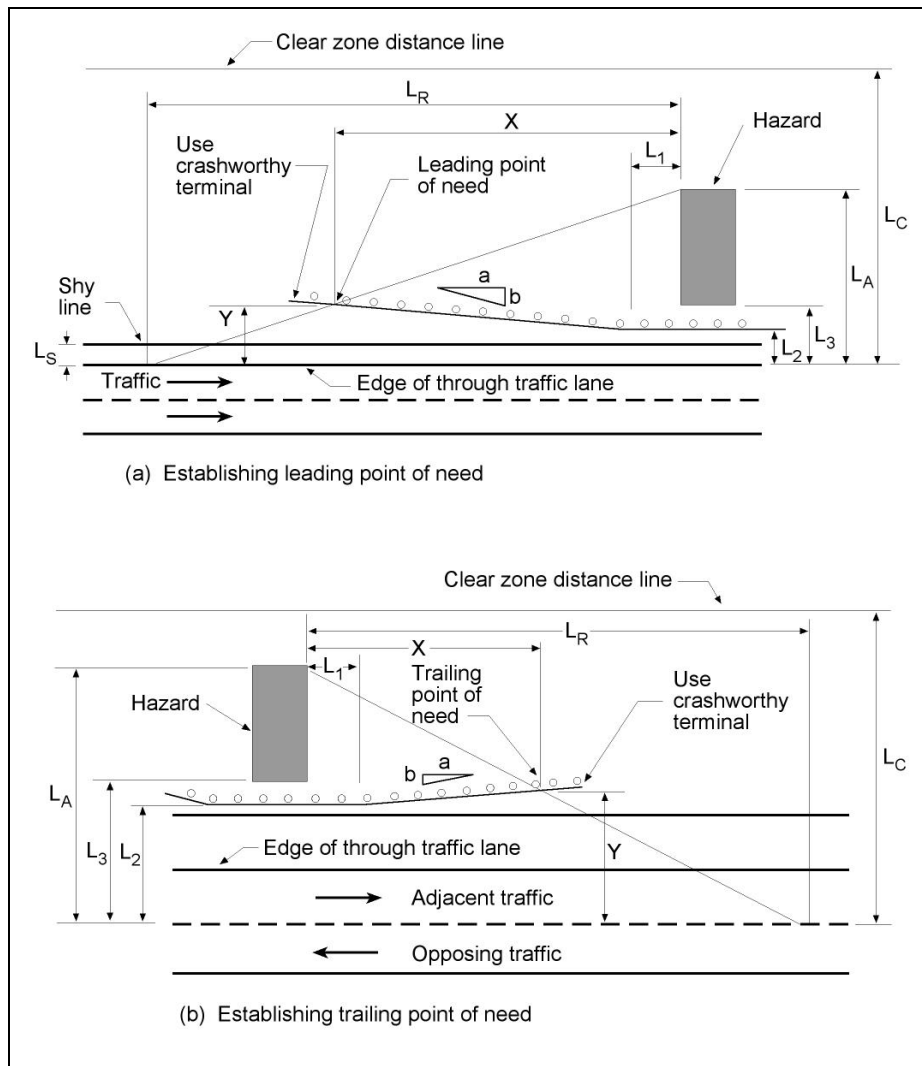 Clear zone distance line
L_R
X
Hazard
Use
crashworthy
terminal
Leading point
of need
L_1
L_C
a
b
L_A
Shy
line
Y
L_3
L_S
L_2
Traffic
Edge of through traffic lane
(a) Establishing leading point of need
Clear zone distance line
L_R
X
L_1
Trailing
point of
need
Use
crashworthy
terminal
Hazard
L_C
a
b
L_A
L_3
L_2
Edge of through traffic lane
Y
Adjacent traffic
Opposing traffic
(b) Establishing trailing point of need